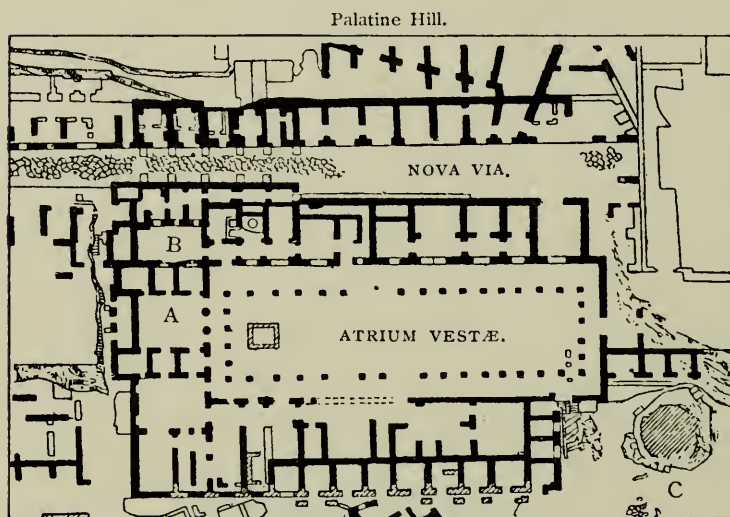 Palatine Hill.
NOVA VIA.
B
A
ATRIUM VESTÆ.
C